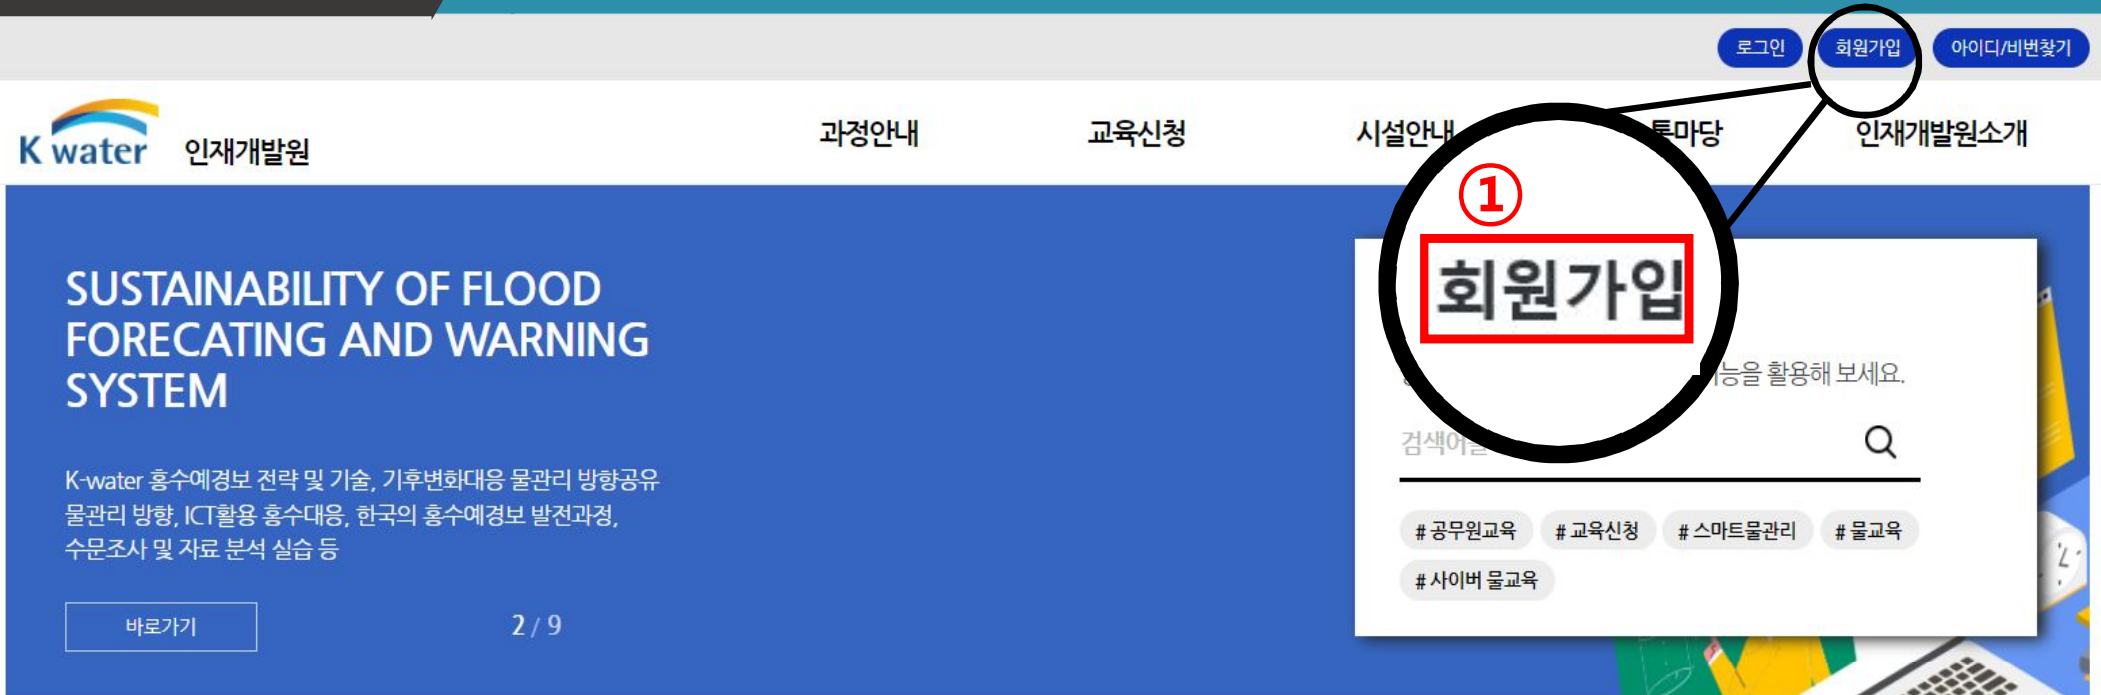 로그인 회원가입 아이디/비번찾기
K water 인재개발원
과정안내 교육신청 시설안내 통마당 인재개발원소개
①
회원가입
SUSTAINABILITY OF FLOOD
FORECATING AND WARNING
SYSTEM
능을 활용해 보세요.
검색어를
K-water 홍수예경보 전략 및 기술, 기후변화대응 물관리 방향공유
물관리 방향, ICT활용 홍수대응, 한국의 홍수예경보 발전과정,
수문조사 및 자료 분석 실습 등
# 공무원교육 # 교육신청 # 스마트물관리 # 물교육
# 사이버 물교육
바로가기 2 / 9